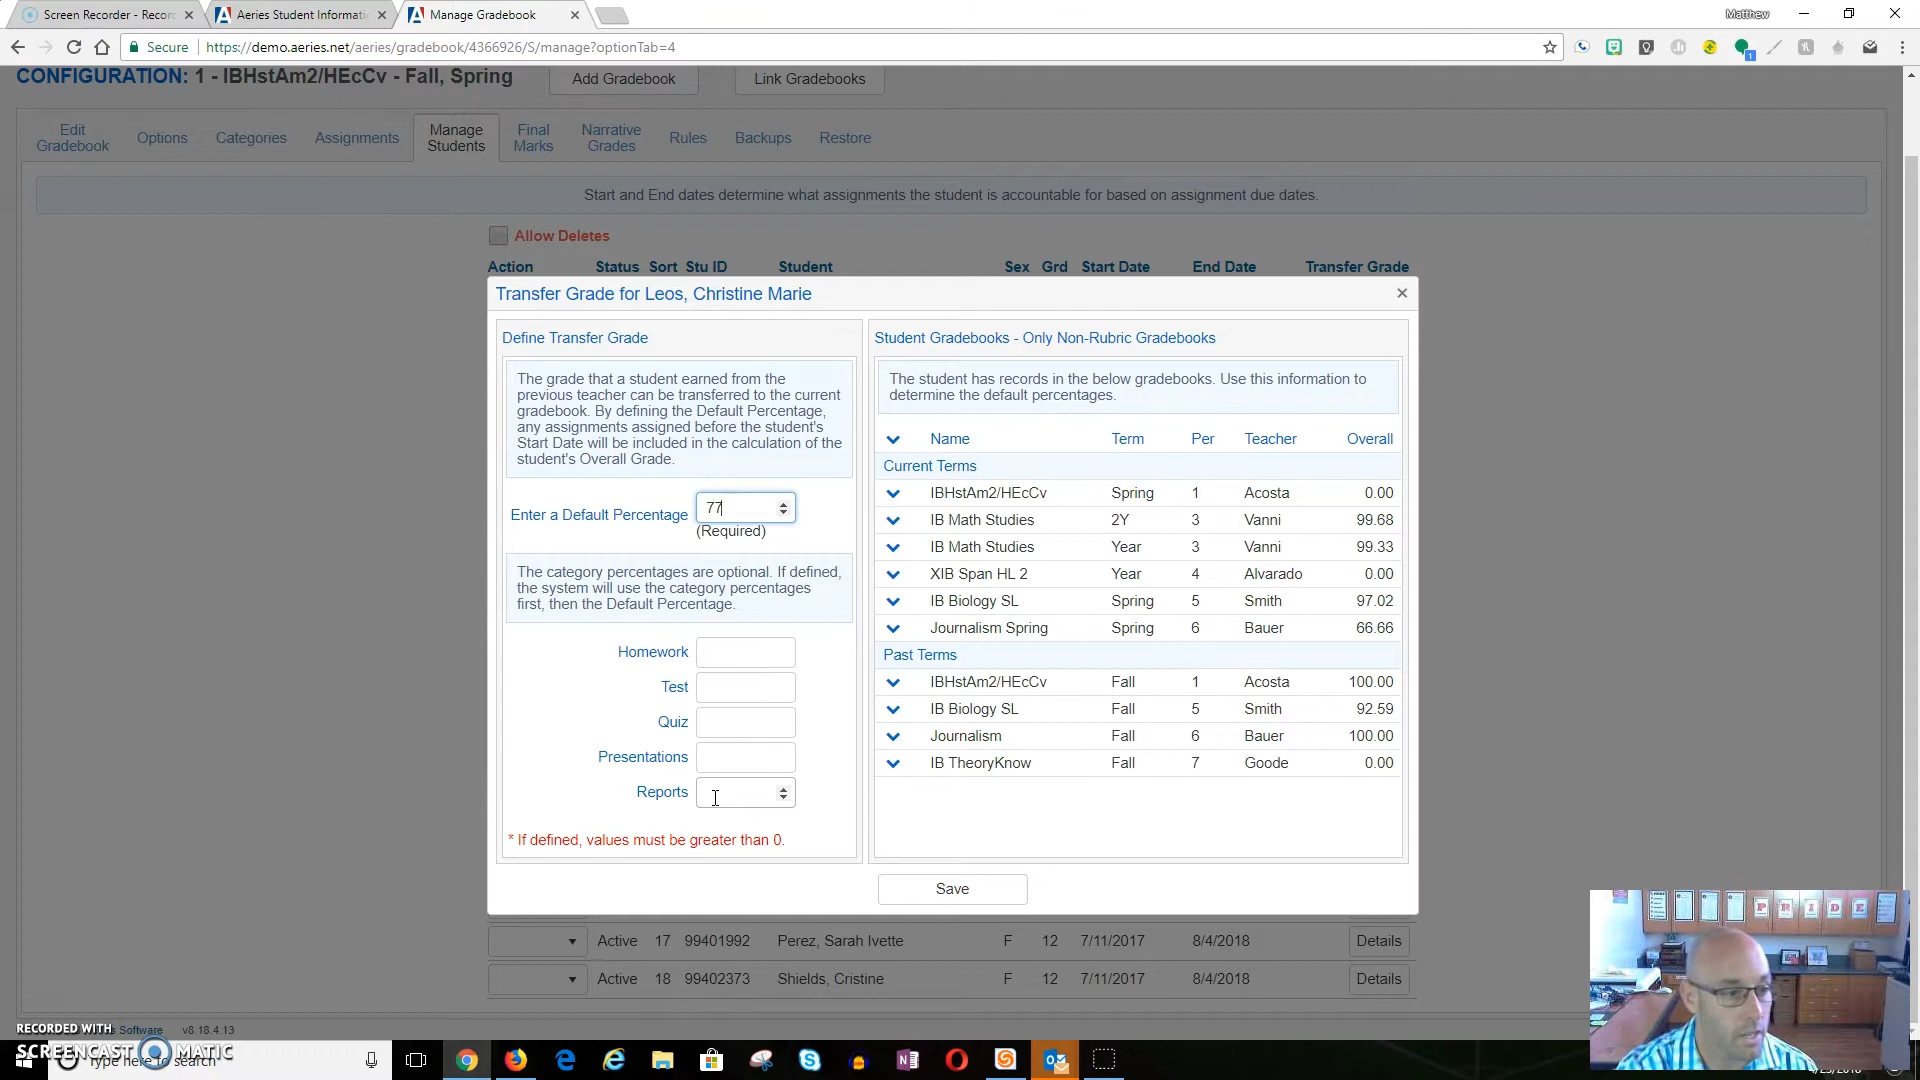 Screen Recorder - Recor
Aeries Student Informati
Manage Gradebook
Matthew
Secure
https://demo.aeries.net/aeries/gradebook/4366926/S/manage?optionTab=4
CONFIGURATION: 1 - IBHstAm2/HEcCv - Fall, Spring
Add Gradebook
Link Gradebooks
Edit Gradebook
Options
Categories
Assignments
Manage Students
Final Marks
Narrative Grades
Rules
Backups
Restore
Start and End dates determine what assignments the student is accountable for based on assignment due dates.
Allow Deletes
Action Status Sort Stu ID Student Sex Grd Start Date End Date Transfer Grade
Transfer Grade for Leos, Christine Marie
Define Transfer Grade
The grade that a student earned from the
previous teacher can be transferred to the current
gradebook. By defining the Default Percentage,
any assignments assigned before the student's
Start Date will be included in the calculation of the
student's Overall Grade.
Enter a Default Percentage 77
(Required)
The category percentages are optional. If defined,
the system will use the category percentages
first, then the Default Percentage.
Homework
Test
Quiz
Presentations
Reports
* If defined, values must be greater than 0.
Student Gradebooks - Only Non-Rubric Gradebooks
The student has records in the below gradebooks. Use this information to
determine the default percentages.
Name Term Per Teacher Overall
Current Terms
IBHstAm2/HEcCv Spring 1 Acosta 0.00
IB Math Studies 2Y 3 Vanni 99.68
IB Math Studies Year 3 Vanni 99.33
XIB Span HL 2 Year 4 Alvarado 0.00
IB Biology SL Spring 5 Smith 97.02
Journalism Spring Spring 6 Bauer 66.66
Past Terms
IBHstAm2/HEcCv Fall 1 Acosta 100.00
IB Biology SL Fall 5 Smith 92.59
Journalism Fall 6 Bauer 100.00
IB TheoryKnow Fall 7 Goode 0.00
Save
Active 17 99401992 Perez, Sarah Ivette F 12 7/11/2017 8/4/2018 Details
Active 18 99402373 Shields, Cristine F 12 7/11/2017 8/4/2018 Details
PRIDE
RECORDED WITH
Software v8.18.4.13
SCREENCAST MATIC
Type here to search